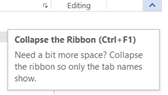 Editing
Collapse the Ribbon (Ctrl+F1)
Need a bit more space? Collapse
the ribbon so only the tab names
show.